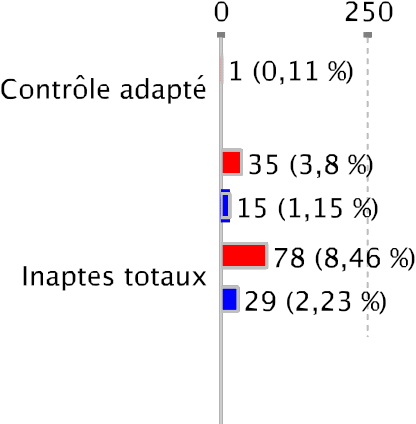 0 250
Contrôle adapté
1 (0,11 %)
35 (3,8 %)
15 (1,15 %)
Inaptes totaux
78 (8,46 %)
29 (2,23 %)